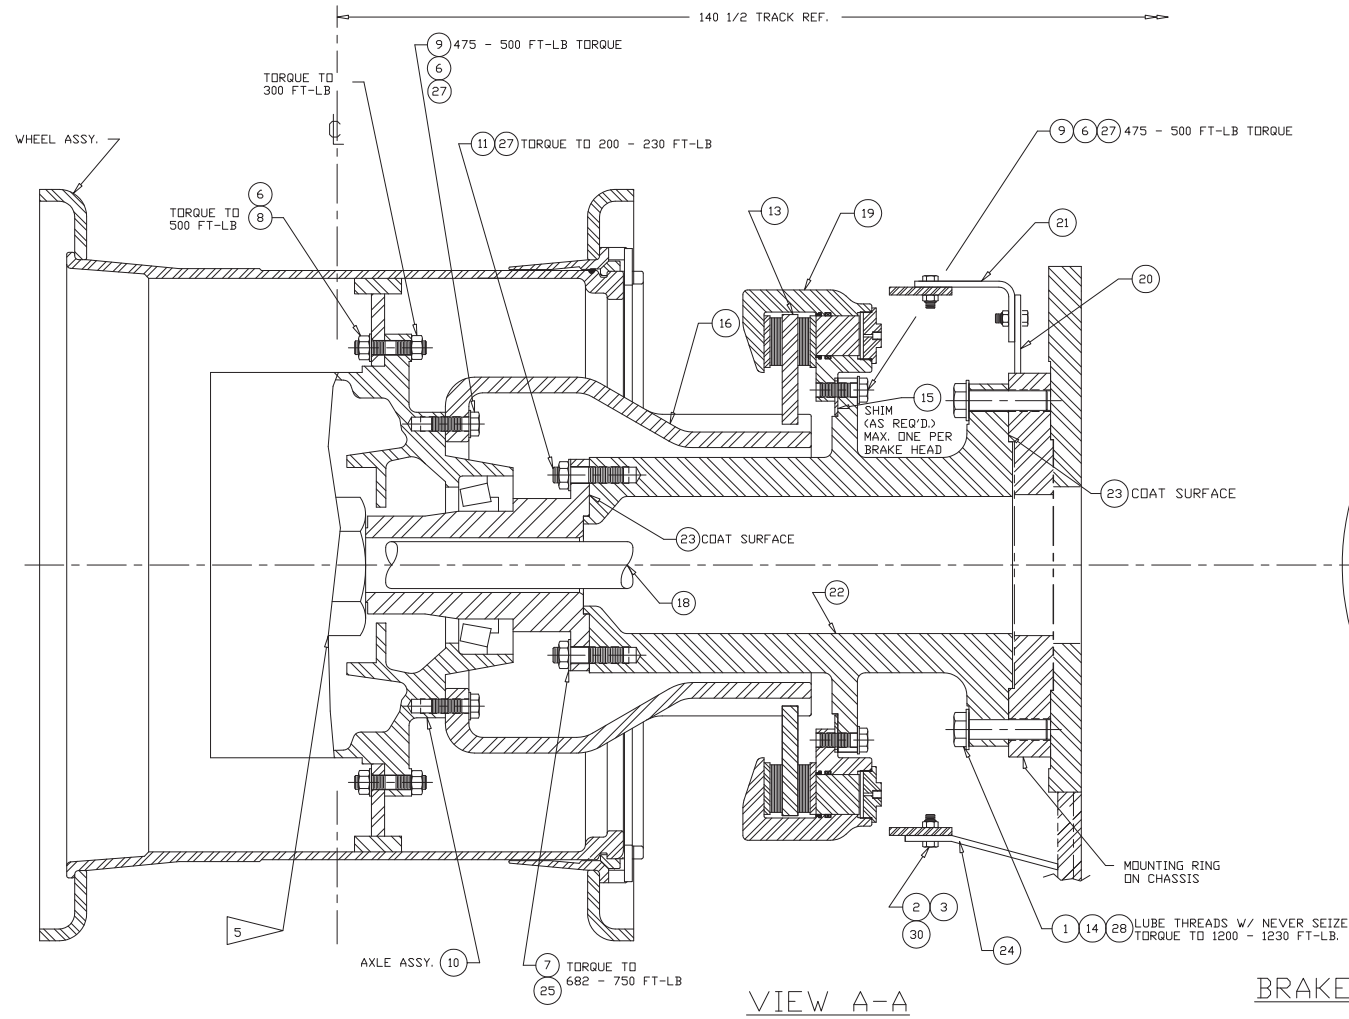 140 1/2 TRACK REF.
9 475 - 500 FT-LB TORQUE
6
27
TORQUE TO
300 FT-LB
WHEEL ASSY.
11 27 TORQUE TO 200 - 230 FT-LB
9 6 27 475 - 500 FT-LB TORQUE
6
TORQUE TO
500 FT-LB
8
13
19
21
20
16
15
SHIM
(AS REQ'D.)
MAX. ONE PER
BRAKE HEAD
23 COAT SURFACE
23 COAT SURFACE
18
22
MOUNTING RING
ON CHASSIS
2 3
30
1 14 28 LUBE THREADS W/ NEVER SEIZE
TORQUE TO 1200 - 1230 FT-LB.
5
24
AXLE ASSY. 10
7 TORQUE TO
25 682 - 750 FT-LB
VIEW A-A
BRAKE